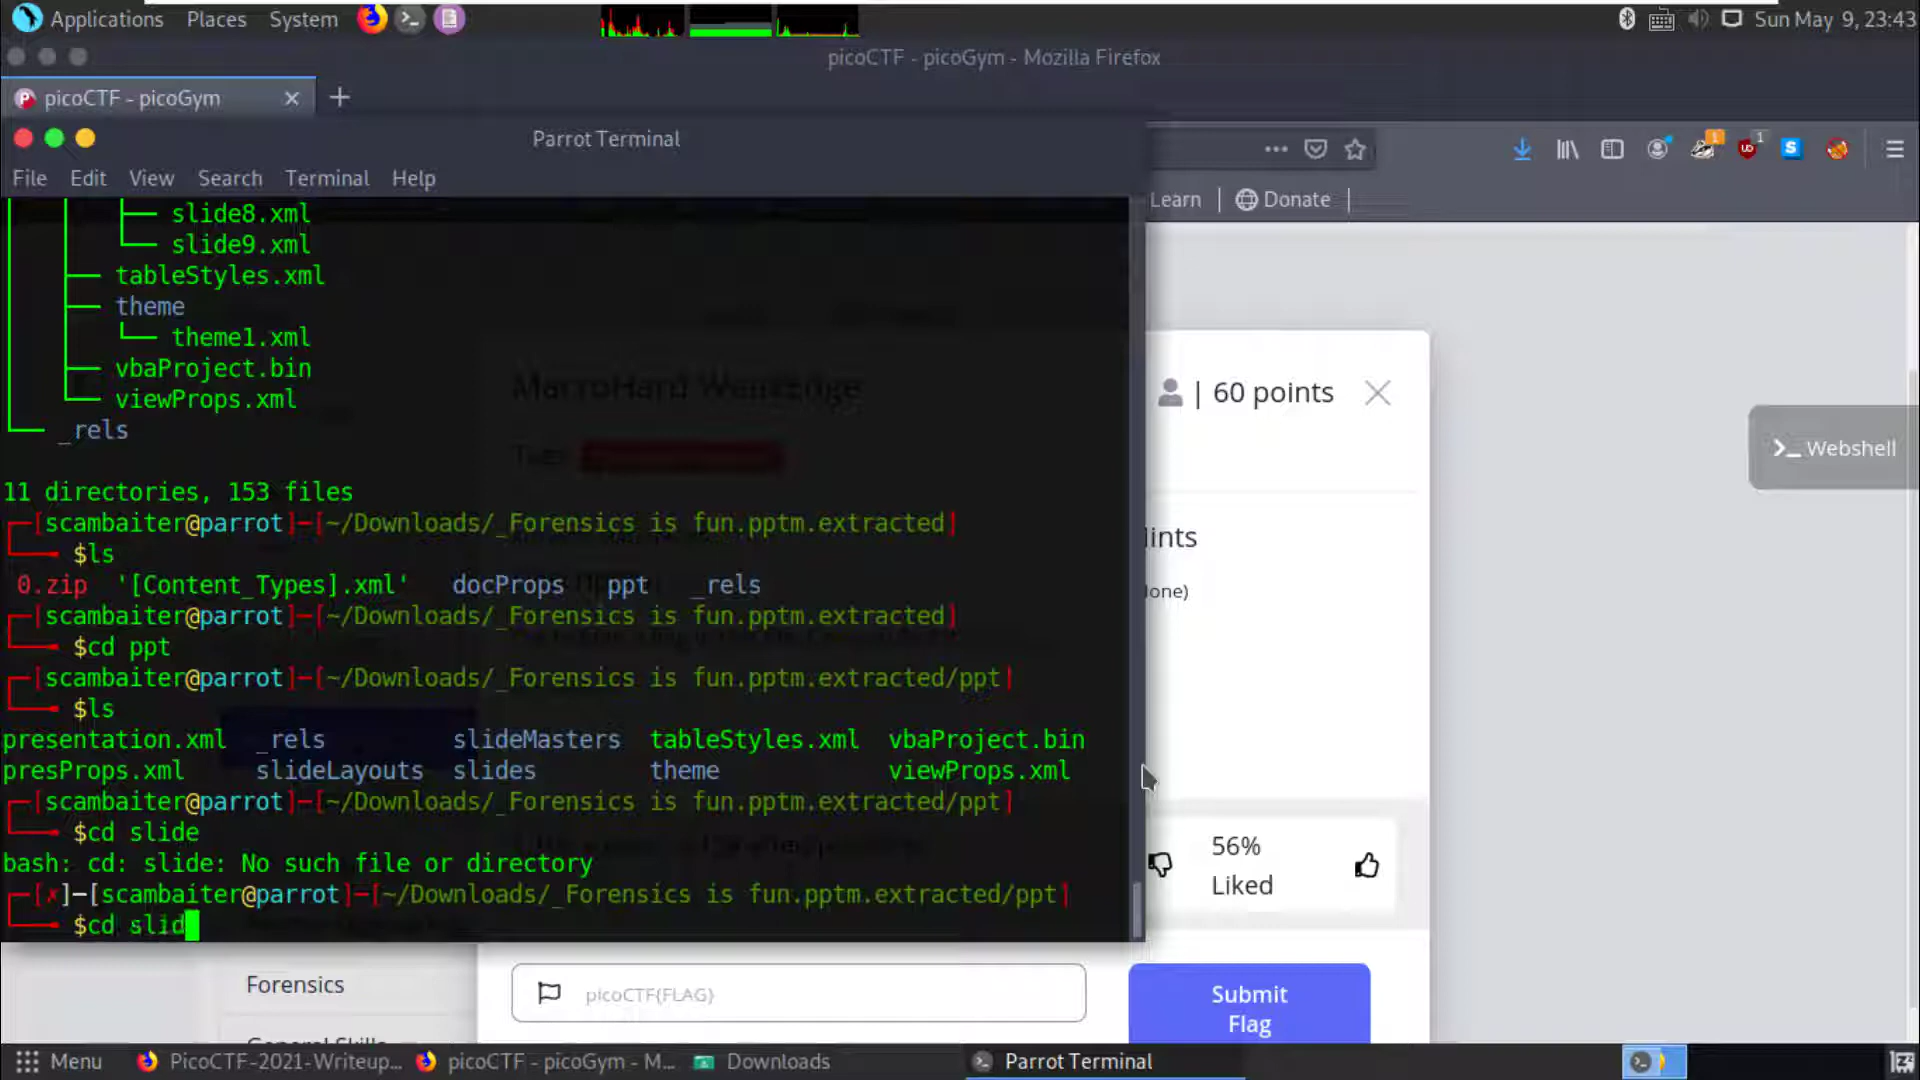 Applications Places System
Sun May 9, 23:43
picoCTF - picoGym - Mozilla Firefox
picoCTF - picoGym
Parrot Terminal
File Edit View Search Terminal Help
Learn | Donate |
├── slide8.xml
└── slide9.xml
├── tableStyles.xml
├── theme
└── theme1.xml
├── vbaProject.bin
└── viewProps.xml
└── _rels
MacroHard WeakEdge
| 60 points
Webshell
11 directories, 153 files
[scambaiter@parrot]─[~/Downloads/_Forensics is fun.pptm.extracted]
$ls
0.zip '[Content_Types].xml' docProps ppt _rels
[scambaiter@parrot]─[~/Downloads/_Forensics is fun.pptm.extracted]
$cd ppt
[scambaiter@parrot]─[~/Downloads/_Forensics is fun.pptm.extracted/ppt]
$ls
presentation.xml _rels slideMasters tableStyles.xml vbaProject.bin
presProps.xml slideLayouts slides theme viewProps.xml
[scambaiter@parrot]─[~/Downloads/_Forensics is fun.pptm.extracted/ppt]
$cd slide
bash: cd: slide: No such file or directory
[x]─[scambaiter@parrot]─[~/Downloads/_Forensics is fun.pptm.extracted/ppt]
$cd slid
56%
Liked
Forensics
General Skills
picoCTF{FLAG}
Submit
Flag
Menu PicoCTF-2021-Writeup... picoCTF - picoGym - M... Downloads Parrot Terminal